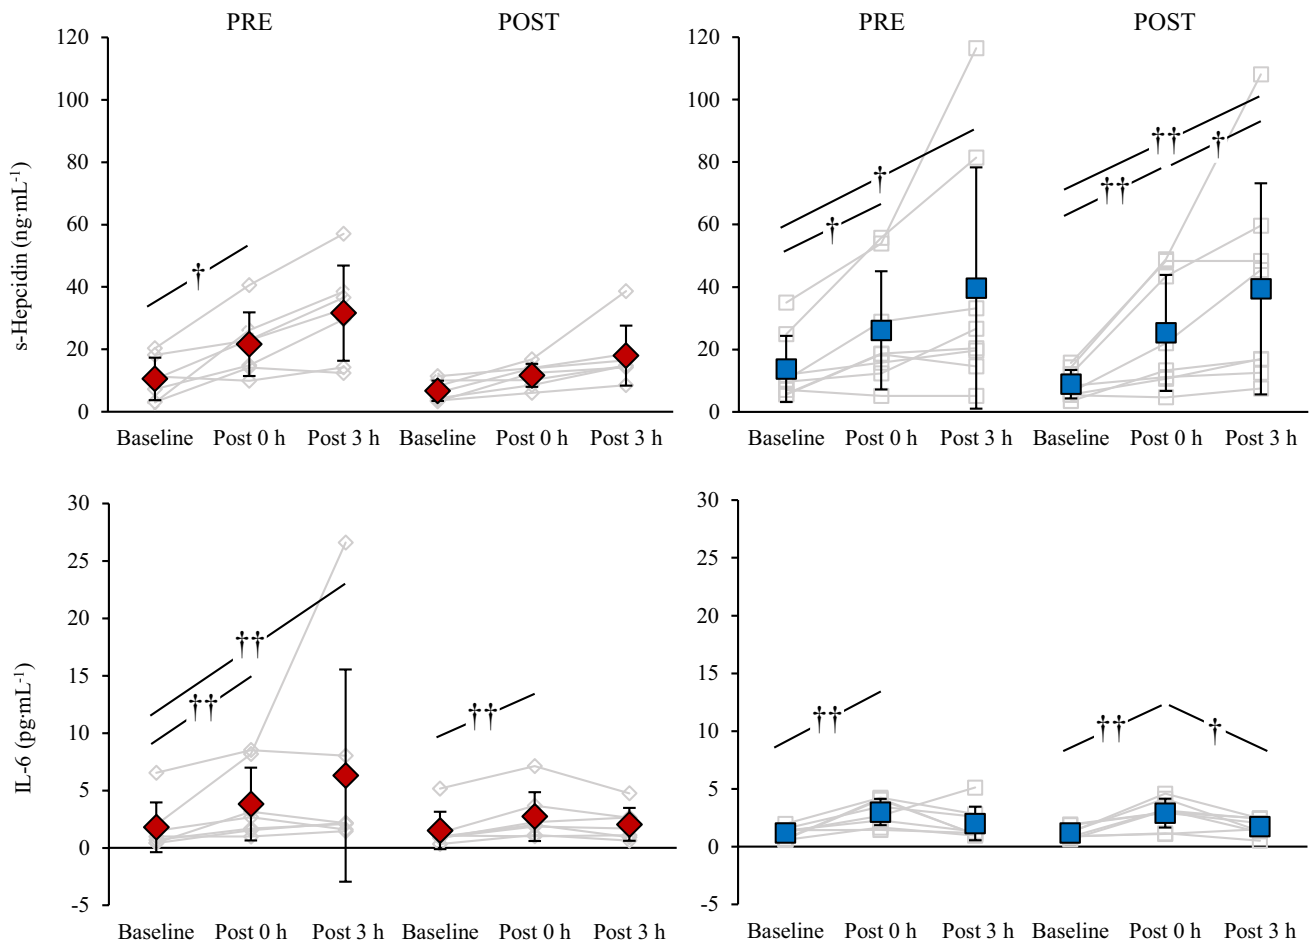 PRE POST PRE POST
s-Hepcidin (ng·mL-1)
120 120
100 100
80 80
60 60
40 40
20 20
0 0
† † † †† † ††
Baseline Post 0 h Post 3 h Baseline Post 0 h Post 3 h Baseline Post 0 h Post 3 h Baseline Post 0 h Post 3 h
IL-6 (pg·mL-1)
30 30
25 25
20 20
15 15
10 10
5 5
0 0
-5 -5
†† †† †† †† †† †
Baseline Post 0 h Post 3 h Baseline Post 0 h Post 3 h Baseline Post 0 h Post 3 h Baseline Post 0 h Post 3 h